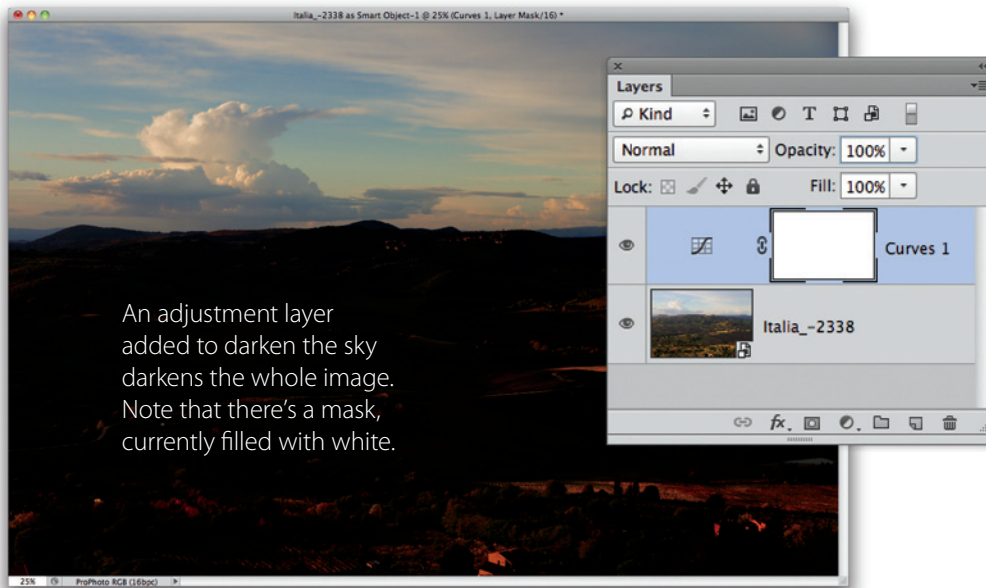 Italia_-2338 as Smart Object-1 @ 25% (Curves 1, Layer Mask/16) *
Layers
Kind
Normal Opacity: 100%
Lock: Fill: 100%
Curves 1
Italia_-2338
An adjustment layer
added to darken the sky
darkens the whole image.
Note that there’s a mask,
currently filled with white.
fx
25% ProPhoto RGB (16bpc)